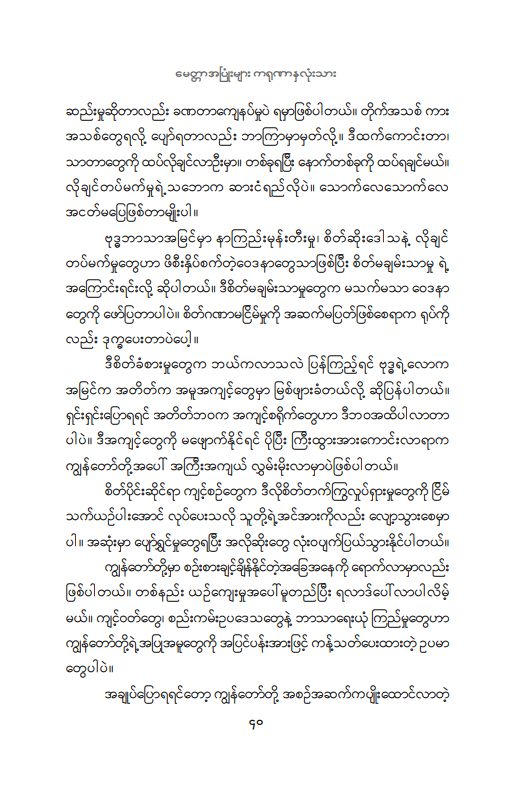 မေတ္တာအပြုံးများ ကရုဏာနှလုံးသား
ဆည်းမှုဆိုတာလည်း ခဏတာကျေနပ်မှုပဲ ရမှာဖြစ်ပါတယ်။ တိုက်အသစ် ကား
အသစ်တွေရလို့ ပျော်ရတာလည်း ဘာကြာမှာမှတ်လို့။ ဒီထက်ကောင်းတာ၊
သာတာတွေကို ထပ်လိုချင်လာဦးမှာ။ တစ်ခုရပြီး နောက်တစ်ခုကို ထပ်ရချင်မယ်။
လိုချင်တပ်မက်မှုရဲ့သဘောက ဆားငံရည်လိုပဲ။ သောက်လေသောက်လေ
အငတ်မပြေဖြစ်တာမျိုးပါ။
ဗုဒ္ဓဘာသာအမြင်မှာ နာကြည်းမုန်းတီးမှု၊ စိတ်ဆိုးဒေါသနဲ့ လိုချင်
တပ်မက်မှုတွေဟာ ဖိစီးနှိပ်စက်တဲ့ဝေဒနာတွေသာဖြစ်ပြီး စိတ်မချမ်းသာမှု ရဲ့
အကြောင်းရင်းလို့ ဆိုပါတယ်။ ဒီစိတ်မချမ်းသာမှုတွေက မသက်မသာ ဝေဒနာ
တွေကို ဖော်ပြတာပါပဲ။ စိတ်ဂဏာမငြိမ်မှုကို အဆက်မပြတ်ဖြစ်စေရာက ရုပ်ကို
လည်း ဒုက္ခပေးတာပဲပေါ့။
ဒီစိတ်ခံစားမှုတွေက ဘယ်ကလာသလဲ ပြန်ကြည့်ရင် ဗုဒ္ဓရဲ့လောက
အမြင်က အတိတ်က အမူအကျင့်တွေမှာ မြစ်ဖျားခံတယ်လို့ ဆိုပြန်ပါတယ်။
ရှင်းရှင်းပြောရရင် အတိတ်ဘဝက အကျင့်စရိုက်တွေဟာ ဒီဘဝအထိပါလာတာ
ပါပဲ။ ဒီအကျင့်တွေကို မဖျောက်နိုင်ရင် ပိုပြီး ကြီးထွားအားကောင်းလာရာက
ကျွန်တော်တို့အပေါ် အကြီးအကျယ် လွှမ်းမိုးလာမှာပဲဖြစ်ပါတယ်။
စိတ်ပိုင်းဆိုင်ရာ ကျင့်စဉ်တွေက ဒီလိုစိတ်တက်ကြွလှုပ်ရှားမှုတွေကို ငြိမ်
သက်ယဉ်ပါးအောင် လုပ်ပေးသလို သူတို့ရဲ့အင်အားကိုလည်း လျော့သွားစေမှာ
ပါ။ အဆုံးမှာ ပျော်ရွှင်မှုတွေရပြီး အလိုဆိုးတွေ လုံးဝပျက်ပြယ်သွားနိုင်ပါတယ်။
ကျွန်တော်တို့မှာ စဉ်းစားချင့်ချိန်နိုင်တဲ့အခြေအနေကို ရောက်လာမှာလည်း
ဖြစ်ပါတယ်။ တစ်နည်း ယဉ်ကျေးမှုအပေါ်မူတည်ပြီး ရလာဒ်ပေါ်လာပါလိမ့်
မယ်။ ကျင့်ဝတ်တွေ၊ စည်းကမ်းဥပဒေသတွေနဲ့ ဘာသာရေးယုံ ကြည်မှုတွေဟာ
ကျွန်တော်တို့ရဲ့အပြုအမူတွေကို အပြင်ပန်းအားဖြင့် ကန့်သတ်ပေးထားတဲ့ ဥပမာ
တွေပါပဲ။
အချုပ်ပြောရရင်တော့ ကျွန်တော်တို့ အစဉ်အဆက်ကပျိုးထောင်လာတဲ့
၄၀